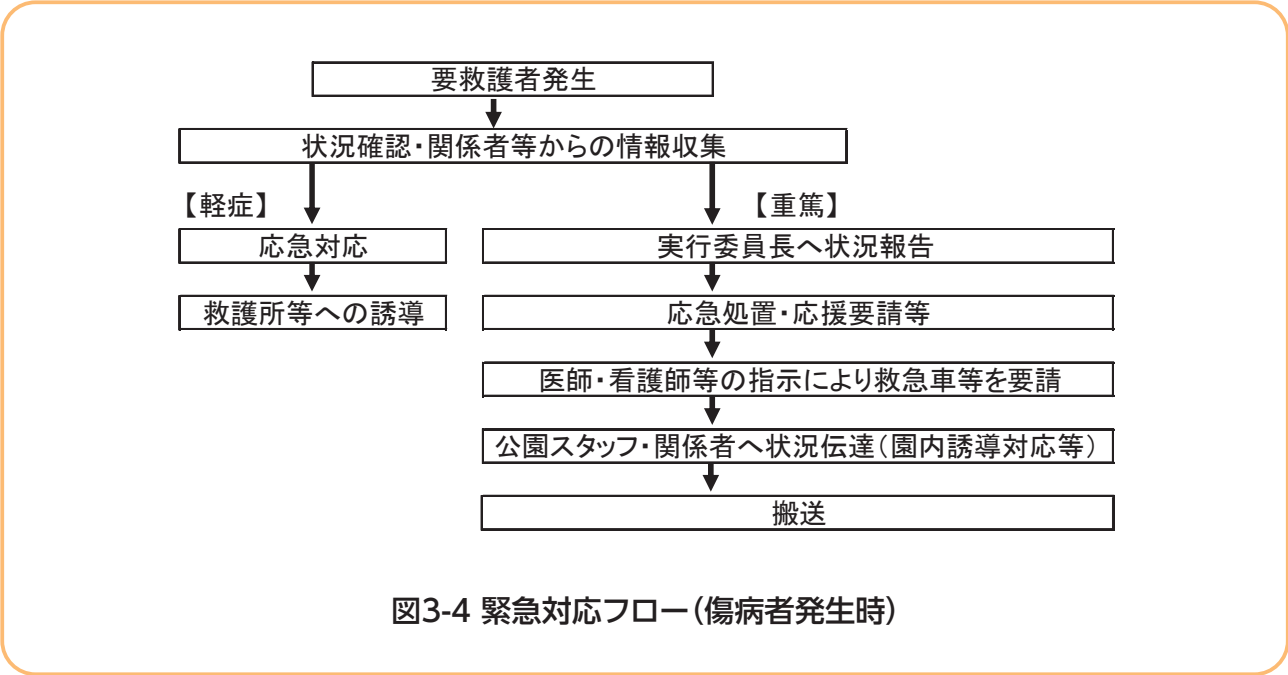 要救護者発生
状況確認・関係者等からの情報収集
【軽症】
応急対応
救護所等への誘導
【重篤】
実行委員長へ状況報告
応急処置・応援要請等
医師・看護師等の指示により救急車等を要請
公園スタッフ・関係者へ状況伝達（園内誘導対応等）
搬送
図3-4 緊急対応フロー（傷病者発生時）